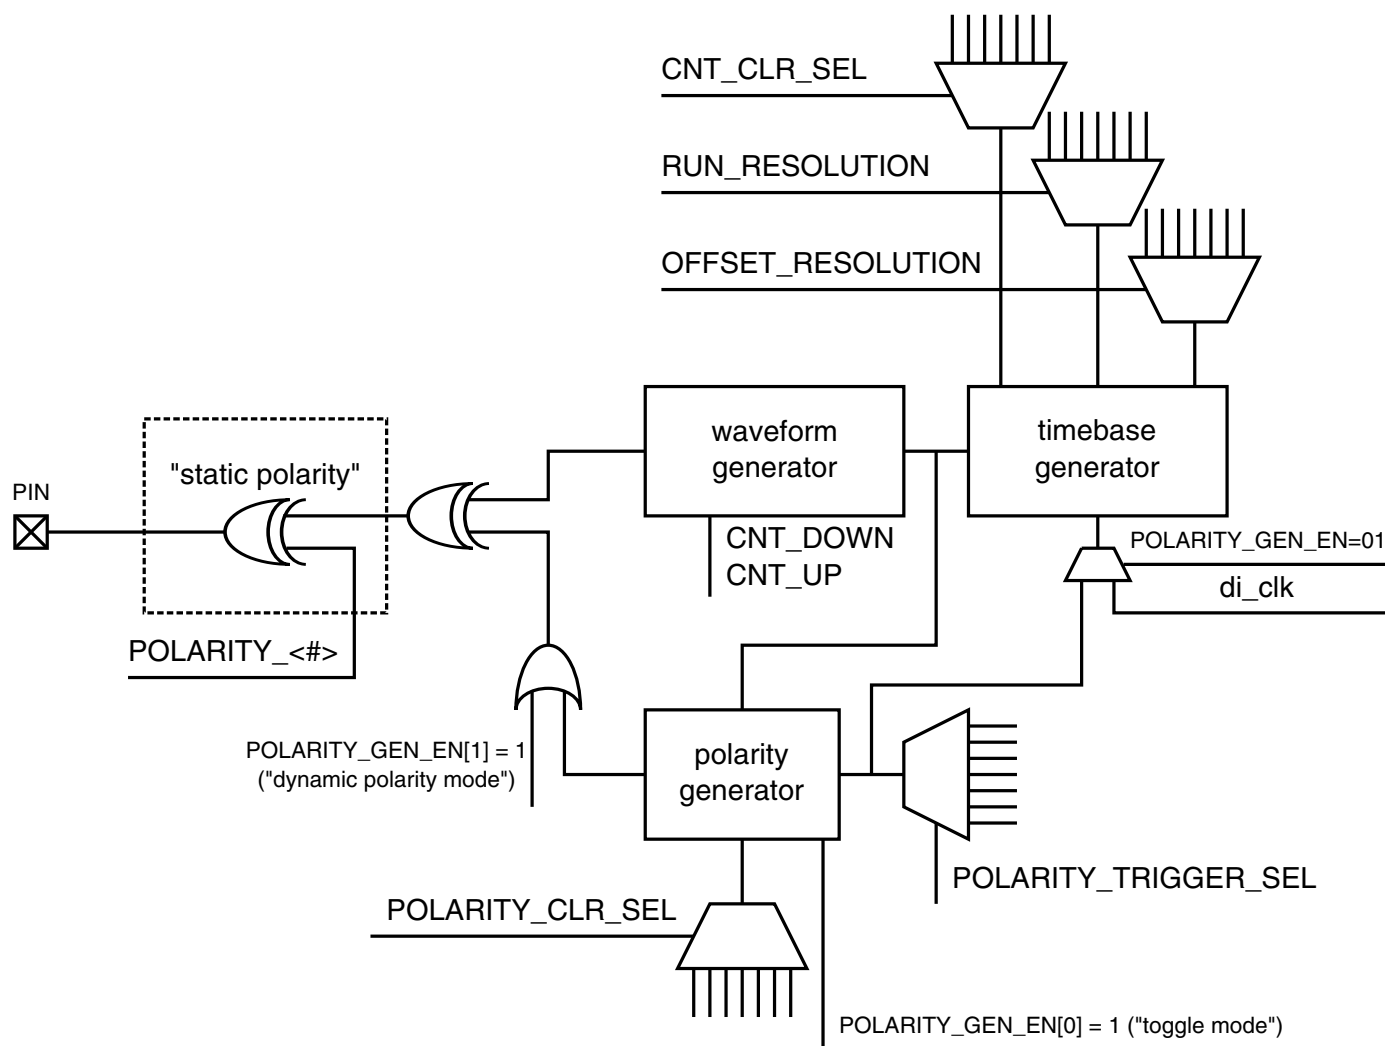 CNT_CLR_SEL
RUN_RESOLUTION
OFFSET_RESOLUTION
waveform
generator
timebase
generator
"static polarity"
PIN
CNT_DOWN
CNT_UP
POLARITY_GEN_EN=01
di_clk
POLARITY_<#>
POLARITY_GEN_EN[1] = 1
("dynamic polarity mode")
polarity
generator
POLARITY_TRIGGER_SEL
POLARITY_CLR_SEL
POLARITY_GEN_EN[0] = 1 ("toggle mode")